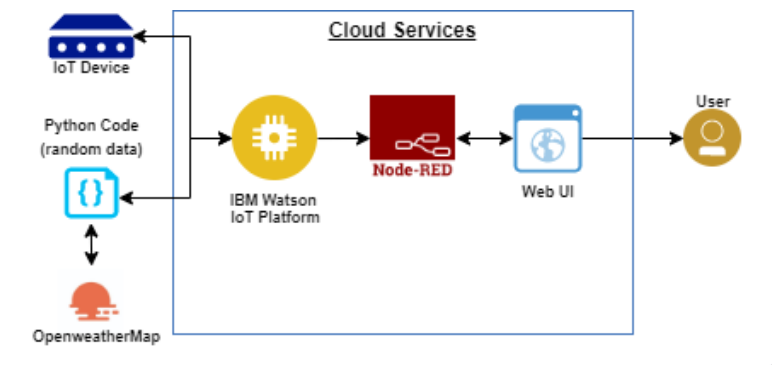 Cloud Services
IoT Device
Python Code
(random data)
{}
OpenweatherMap
IBM Watson
IoT Platform
Node-RED
Web UI
User